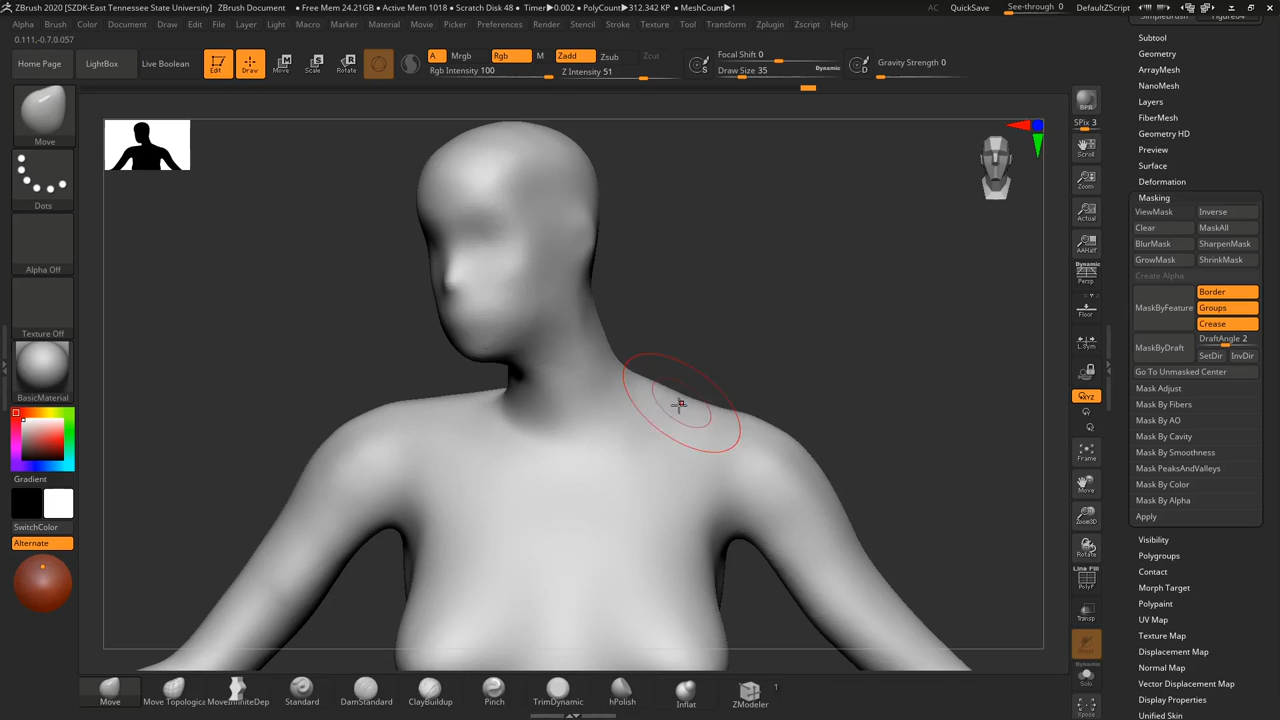 ZBrush 2020 [SZDK-East Tennessee State University] ZBrush Document • Free Mem 24.21GB • Active Mem 1018 • Scratch Disk 48 • Timer▶0.002 • PolyCount▶312.342 KP • MeshCount▶1 AC QuickSave See-through 0 DefaultZScript
Alpha Brush Color Document Draw Edit File Layer Light Macro Marker Material Movie Picker Preferences Render Stencil Stroke Texture Tool Transform Zplugin Zscript Help
0.111,-0.7,0.057
Home Page LightBox Live Boolean Edit Draw Move Scale Rotate
A Mrgb Rgb M Zadd Zsub Zcut
Rgb Intensity 100 Z Intensity 51
S Focal Shift 0
Draw Size 35 Dynamic
D Gravity Strength 0
Move
Dots
Alpha Off
Texture Off
BasicMaterial
Gradient
SwitchColor
Alternate
BPR
SPix 3
Scroll
Zoom
Actual
AAHalf
Dynamic
Persp
Floor
L.Sym
XYZ
Frame
Move
Zoom3D
Rotate
Line Fill
PolyF
Transp
Dynamic
Solo
Xpose
SimpleBrush
Subtool
Geometry
ArrayMesh
NanoMesh
Layers
FiberMesh
Geometry HD
Preview
Surface
Deformation
Masking
ViewMask Inverse
Clear MaskAll
BlurMask SharpenMask
GrowMask ShrinkMask
Create Alpha
MaskByFeature Border
Groups
Crease
MaskByDraft DraftAngle 2
SetDir InvDir
Go To Unmasked Center
Mask Adjust
Mask By Fibers
Mask By AO
Mask By Cavity
Mask By Smoothness
Mask PeaksAndValleys
Mask By Color
Mask By Alpha
Apply
Visibility
Polygroups
Contact
Morph Target
Polypaint
UV Map
Texture Map
Displacement Map
Normal Map
Vector Displacement Map
Display Properties
Unified Skin
Move Move Topological MoveInfiniteDep Standard DamStandard ClayBuildup Pinch TrimDynamic hPolish Inflat ZModeler 1